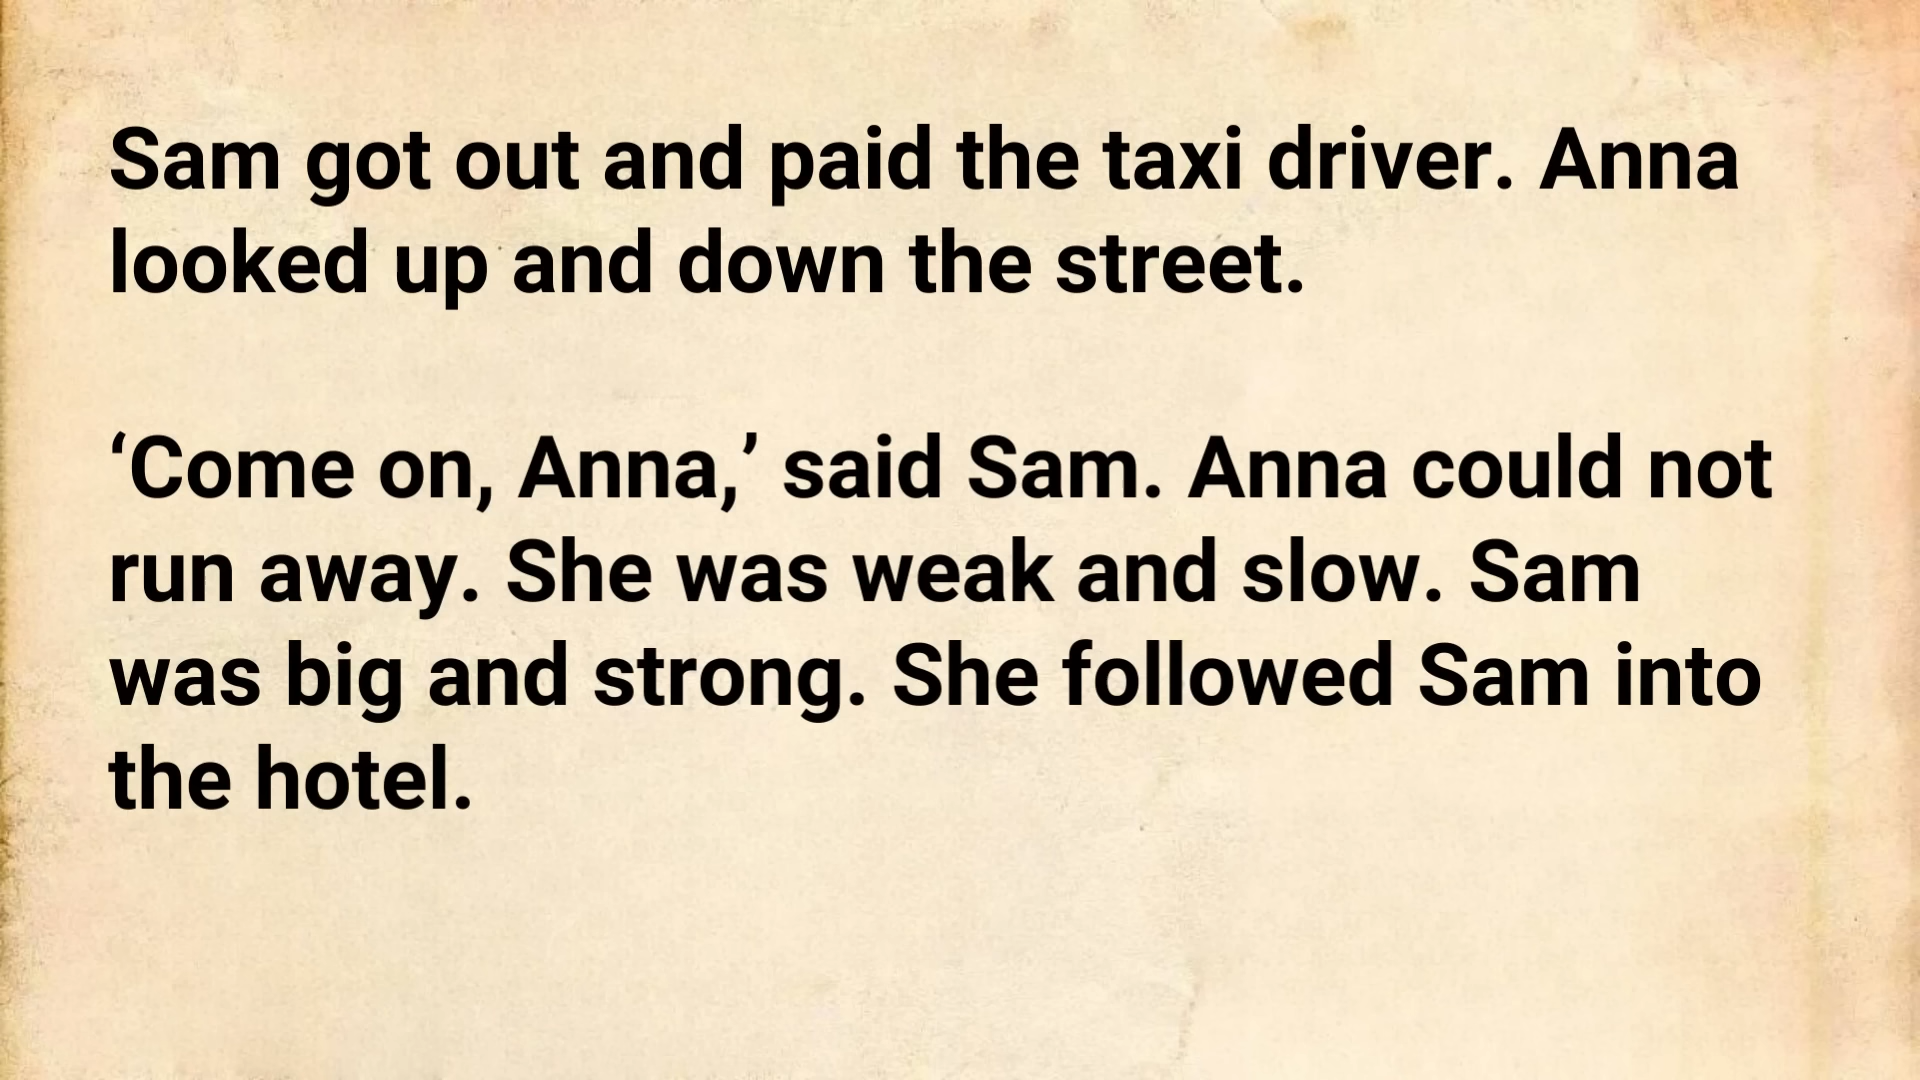 Sam got out and paid the taxi driver. Anna
looked up and down the street.
‘Come on, Anna,’ said Sam. Anna could not
run away. She was weak and slow. Sam
was big and strong. She followed Sam into
the hotel.